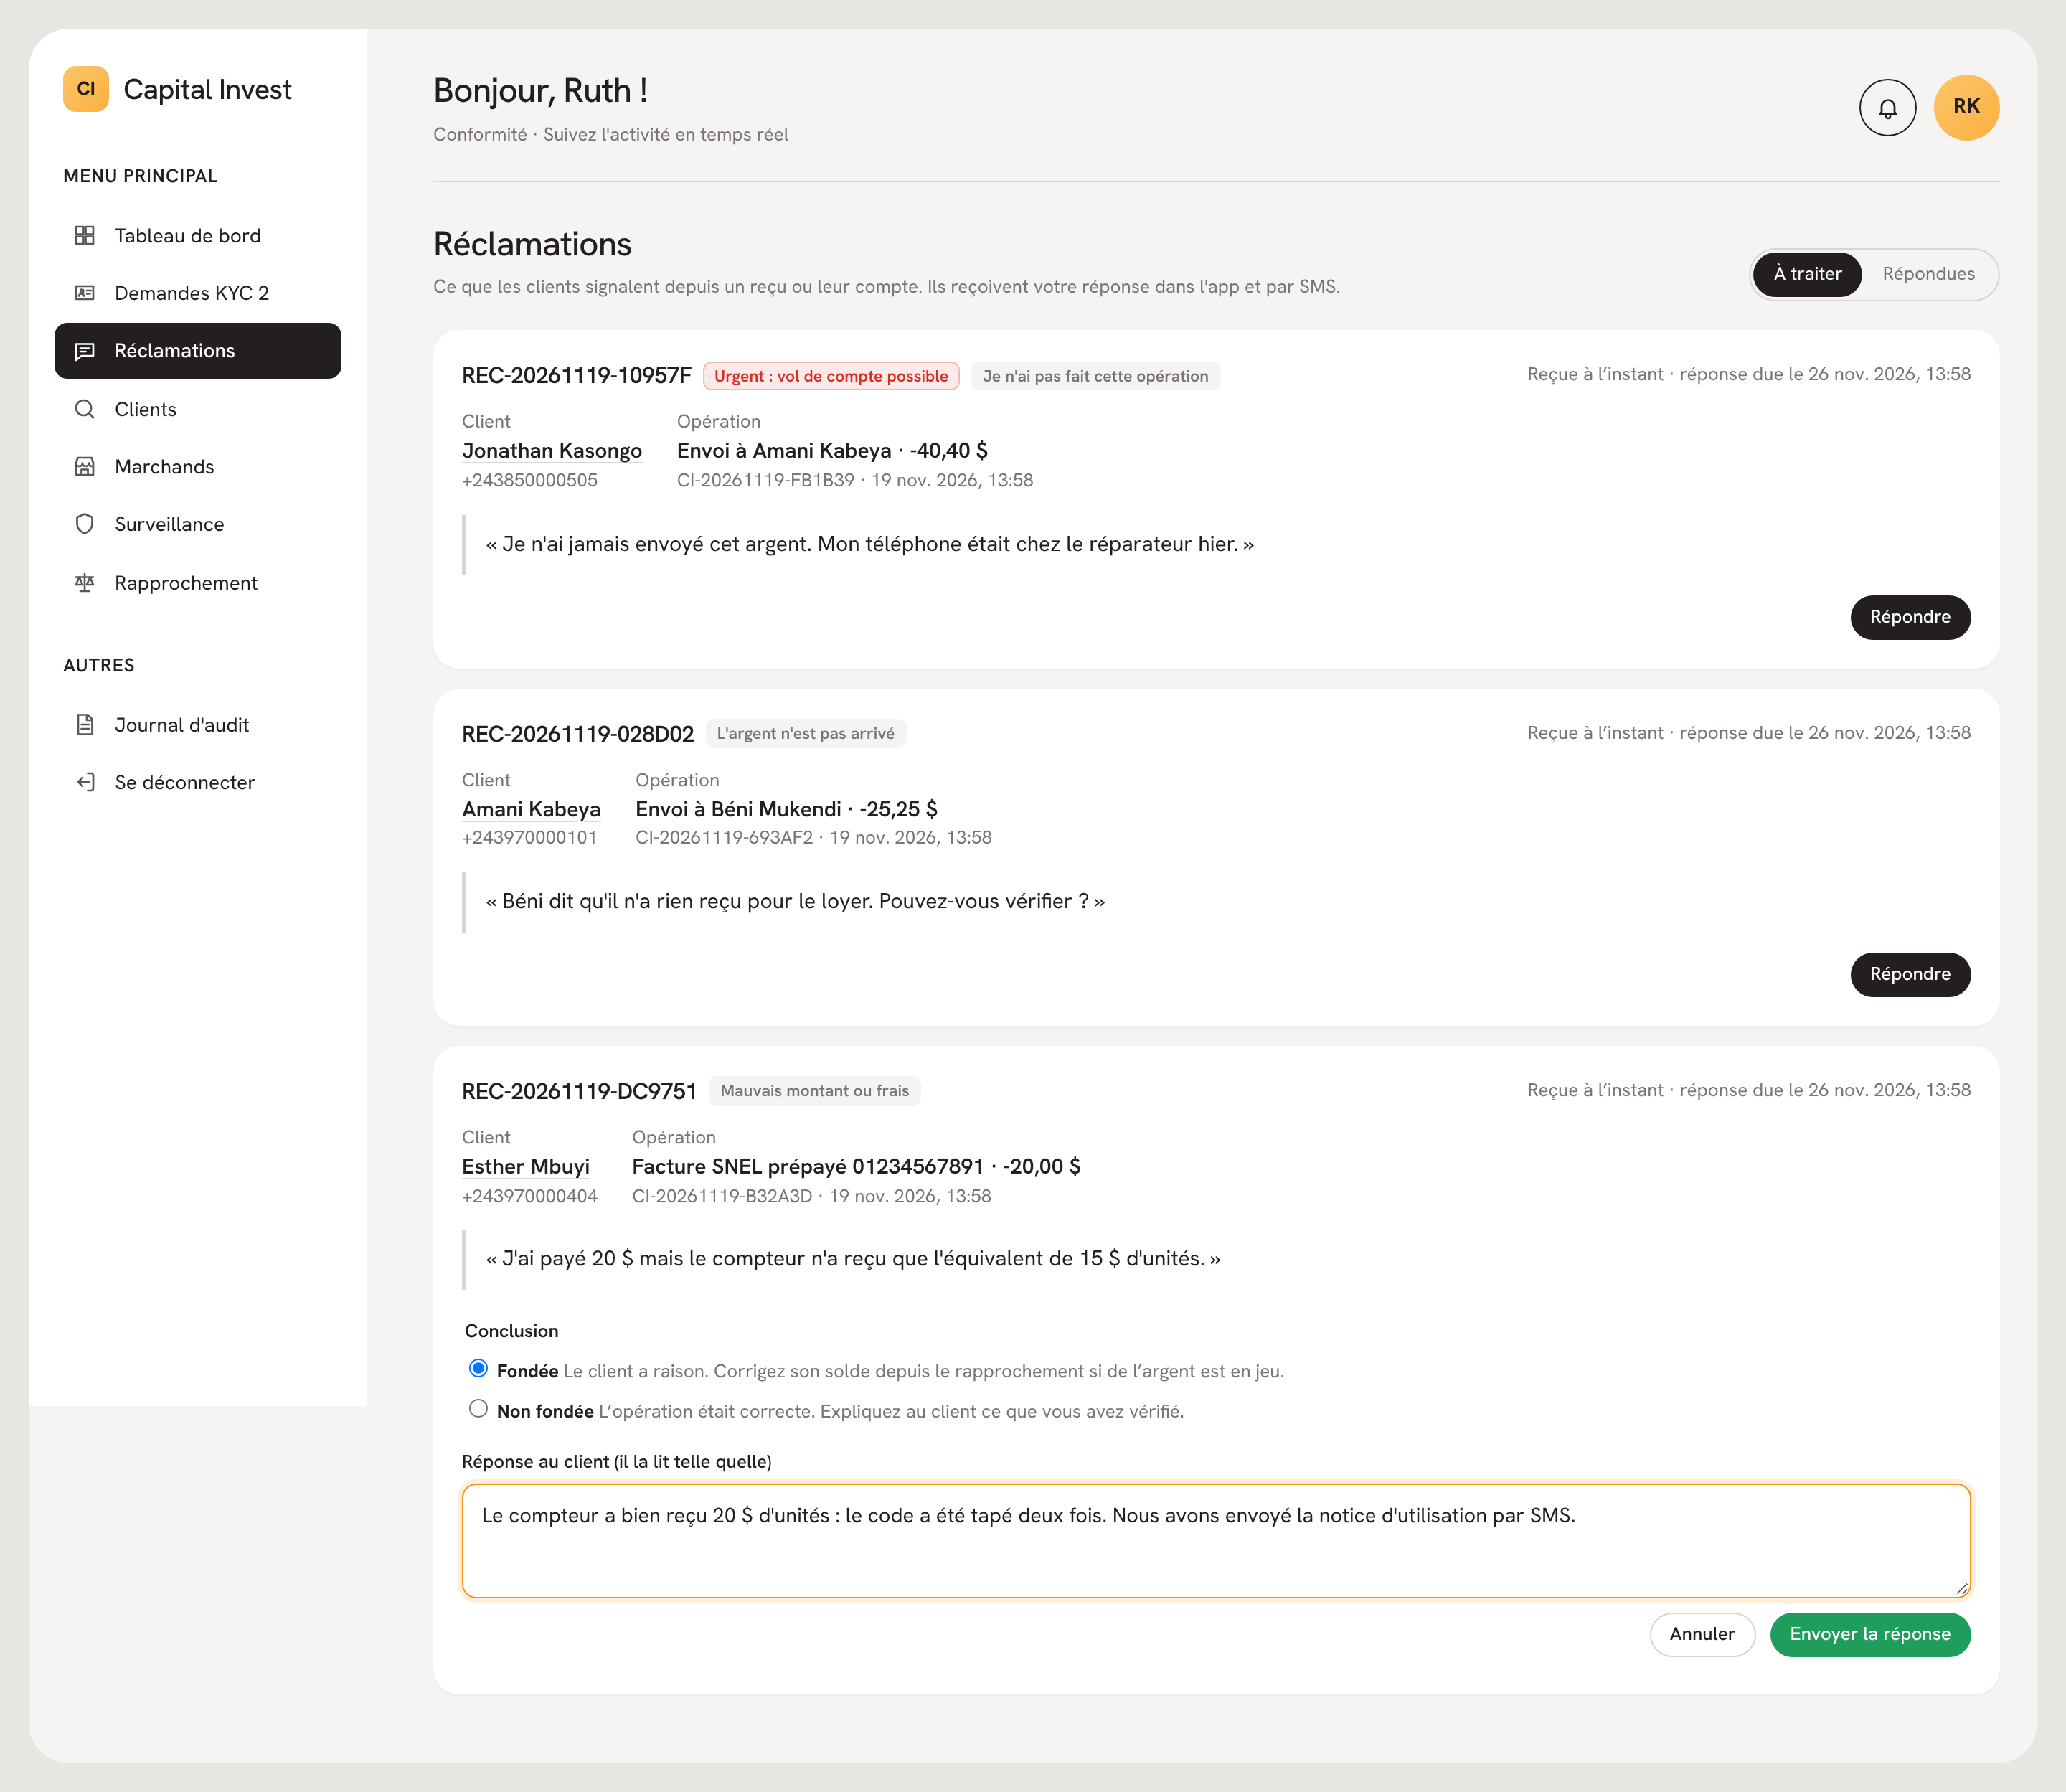 CI Capital Invest
MENU PRINCIPAL
Tableau de bord
Demandes KYC 2
Réclamations
Clients
Marchands
Surveillance
Rapprochement
AUTRES
Journal d'audit
Se déconnecter
Bonjour, Ruth !
Conformité · Suivez l'activité en temps réel
RK
Réclamations
Ce que les clients signalent depuis un reçu ou leur compte. Ils reçoivent votre réponse dans l'app et par SMS.
À traiter Répondues
REC-20261119-10957F Urgent : vol de compte possible Je n'ai pas fait cette opération Reçue à l’instant · réponse due le 26 nov. 2026, 13:58
Client Opération
Jonathan Kasongo Envoi à Amani Kabeya · -40,40 $
+243850000505 CI-20261119-FB1B39 · 19 nov. 2026, 13:58
« Je n'ai jamais envoyé cet argent. Mon téléphone était chez le réparateur hier. »
Répondre
REC-20261119-028D02 L'argent n'est pas arrivé Reçue à l’instant · réponse due le 26 nov. 2026, 13:58
Client Opération
Amani Kabeya Envoi à Béni Mukendi · -25,25 $
+243970000101 CI-20261119-693AF2 · 19 nov. 2026, 13:58
« Béni dit qu'il n'a rien reçu pour le loyer. Pouvez-vous vérifier ? »
Répondre
REC-20261119-DC9751 Mauvais montant ou frais Reçue à l’instant · réponse due le 26 nov. 2026, 13:58
Client Opération
Esther Mbuyi Facture SNEL prépayé 01234567891 · -20,00 $
+243970000404 CI-20261119-B32A3D · 19 nov. 2026, 13:58
« J'ai payé 20 $ mais le compteur n'a reçu que l'équivalent de 15 $ d'unités. »
Conclusion
Fondée Le client a raison. Corrigez son solde depuis le rapprochement si de l’argent est en jeu.
Non fondée L’opération était correcte. Expliquez au client ce que vous avez vérifié.
Réponse au client (il la lit telle quelle)
Le compteur a bien reçu 20 $ d'unités : le code a été tapé deux fois. Nous avons envoyé la notice d'utilisation par SMS.
Annuler Envoyer la réponse